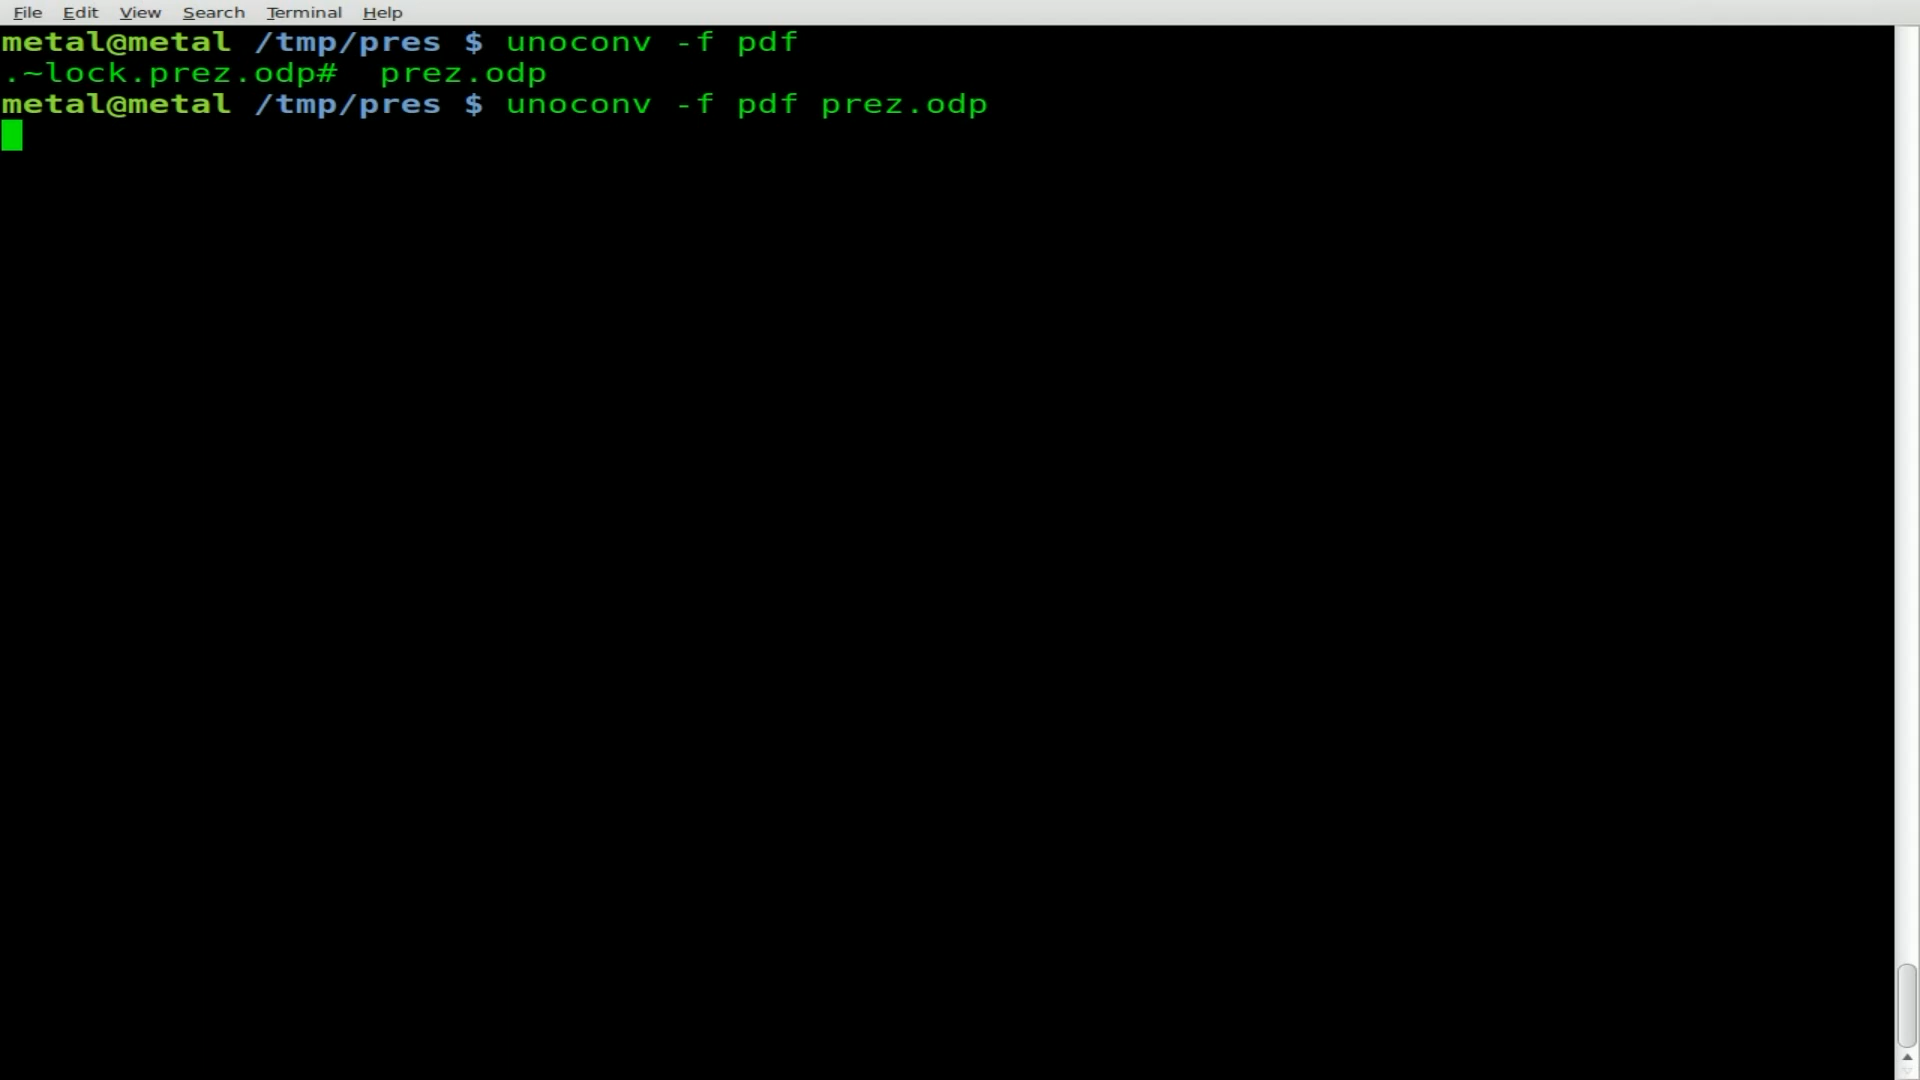 File Edit View Search Terminal Help
metal@metal /tmp/pres $ unoconv -f pdf
.~lock.prez.odp#  prez.odp
metal@metal /tmp/pres $ unoconv -f pdf prez.odp